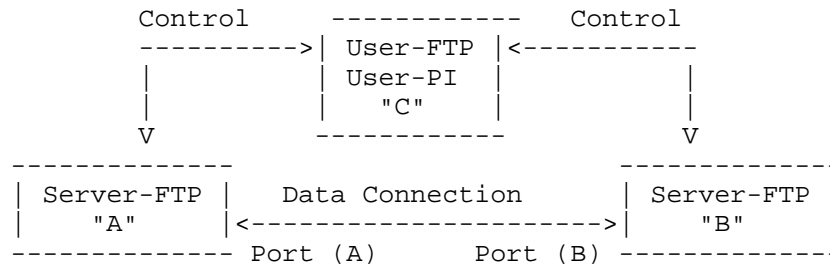 Control     ------------   Control
---------->| User-FTP |<-----------
|          | User-PI  |           |
|          |   "C"    |           |
V          ------------           V
--------------                        --------------
| Server-FTP |   Data Connection      | Server-FTP
|    "A"     |<---------------------->|    "B"
-------------- Port (A)      Port (B) --------------